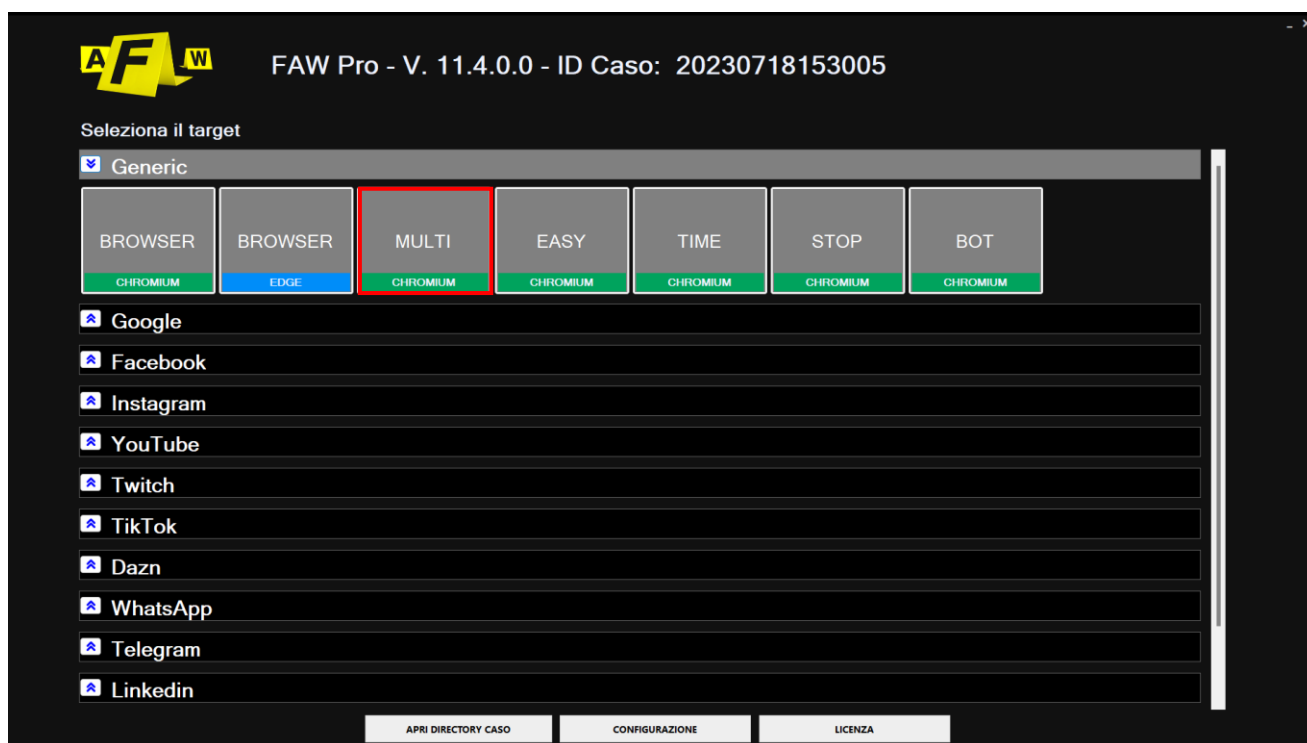 AFW
FAW Pro - V. 11.4.0.0 - ID Caso: 20230718153005
Seleziona il target
Generic
BROWSER BROWSER MULTI EASY TIME STOP BOT
CHROMIUM EDGE CHROMIUM CHROMIUM CHROMIUM CHROMIUM CHROMIUM
Google
Facebook
Instagram
YouTube
Twitch
TikTok
Dazn
WhatsApp
Telegram
Linkedin
APRI DIRECTORY CASO CONFIGURAZIONE LICENZA